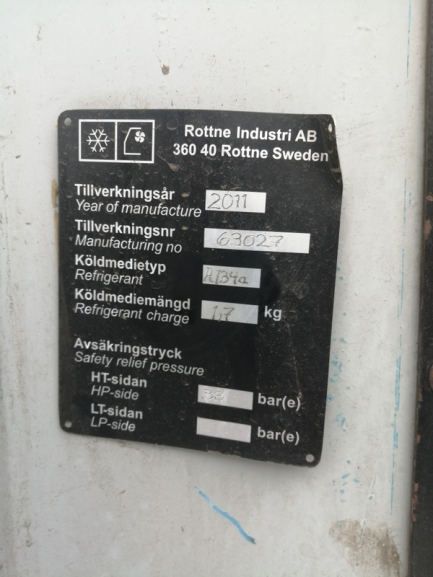 Rottne Industri AB
360 40 Rottne Sweden
Tillverkningsår
Year of manufacture 2011
Tillverkningsnr
Manufacturing no 63027
Köldmedietyp
Refrigerant R134a
Köldmediemängd
Refrigerant charge 1,7 kg
Avsäkringstryck
Safety relief pressure
HT-sidan
HP-side bar(e)
LT-sidan
LP-side bar(e)